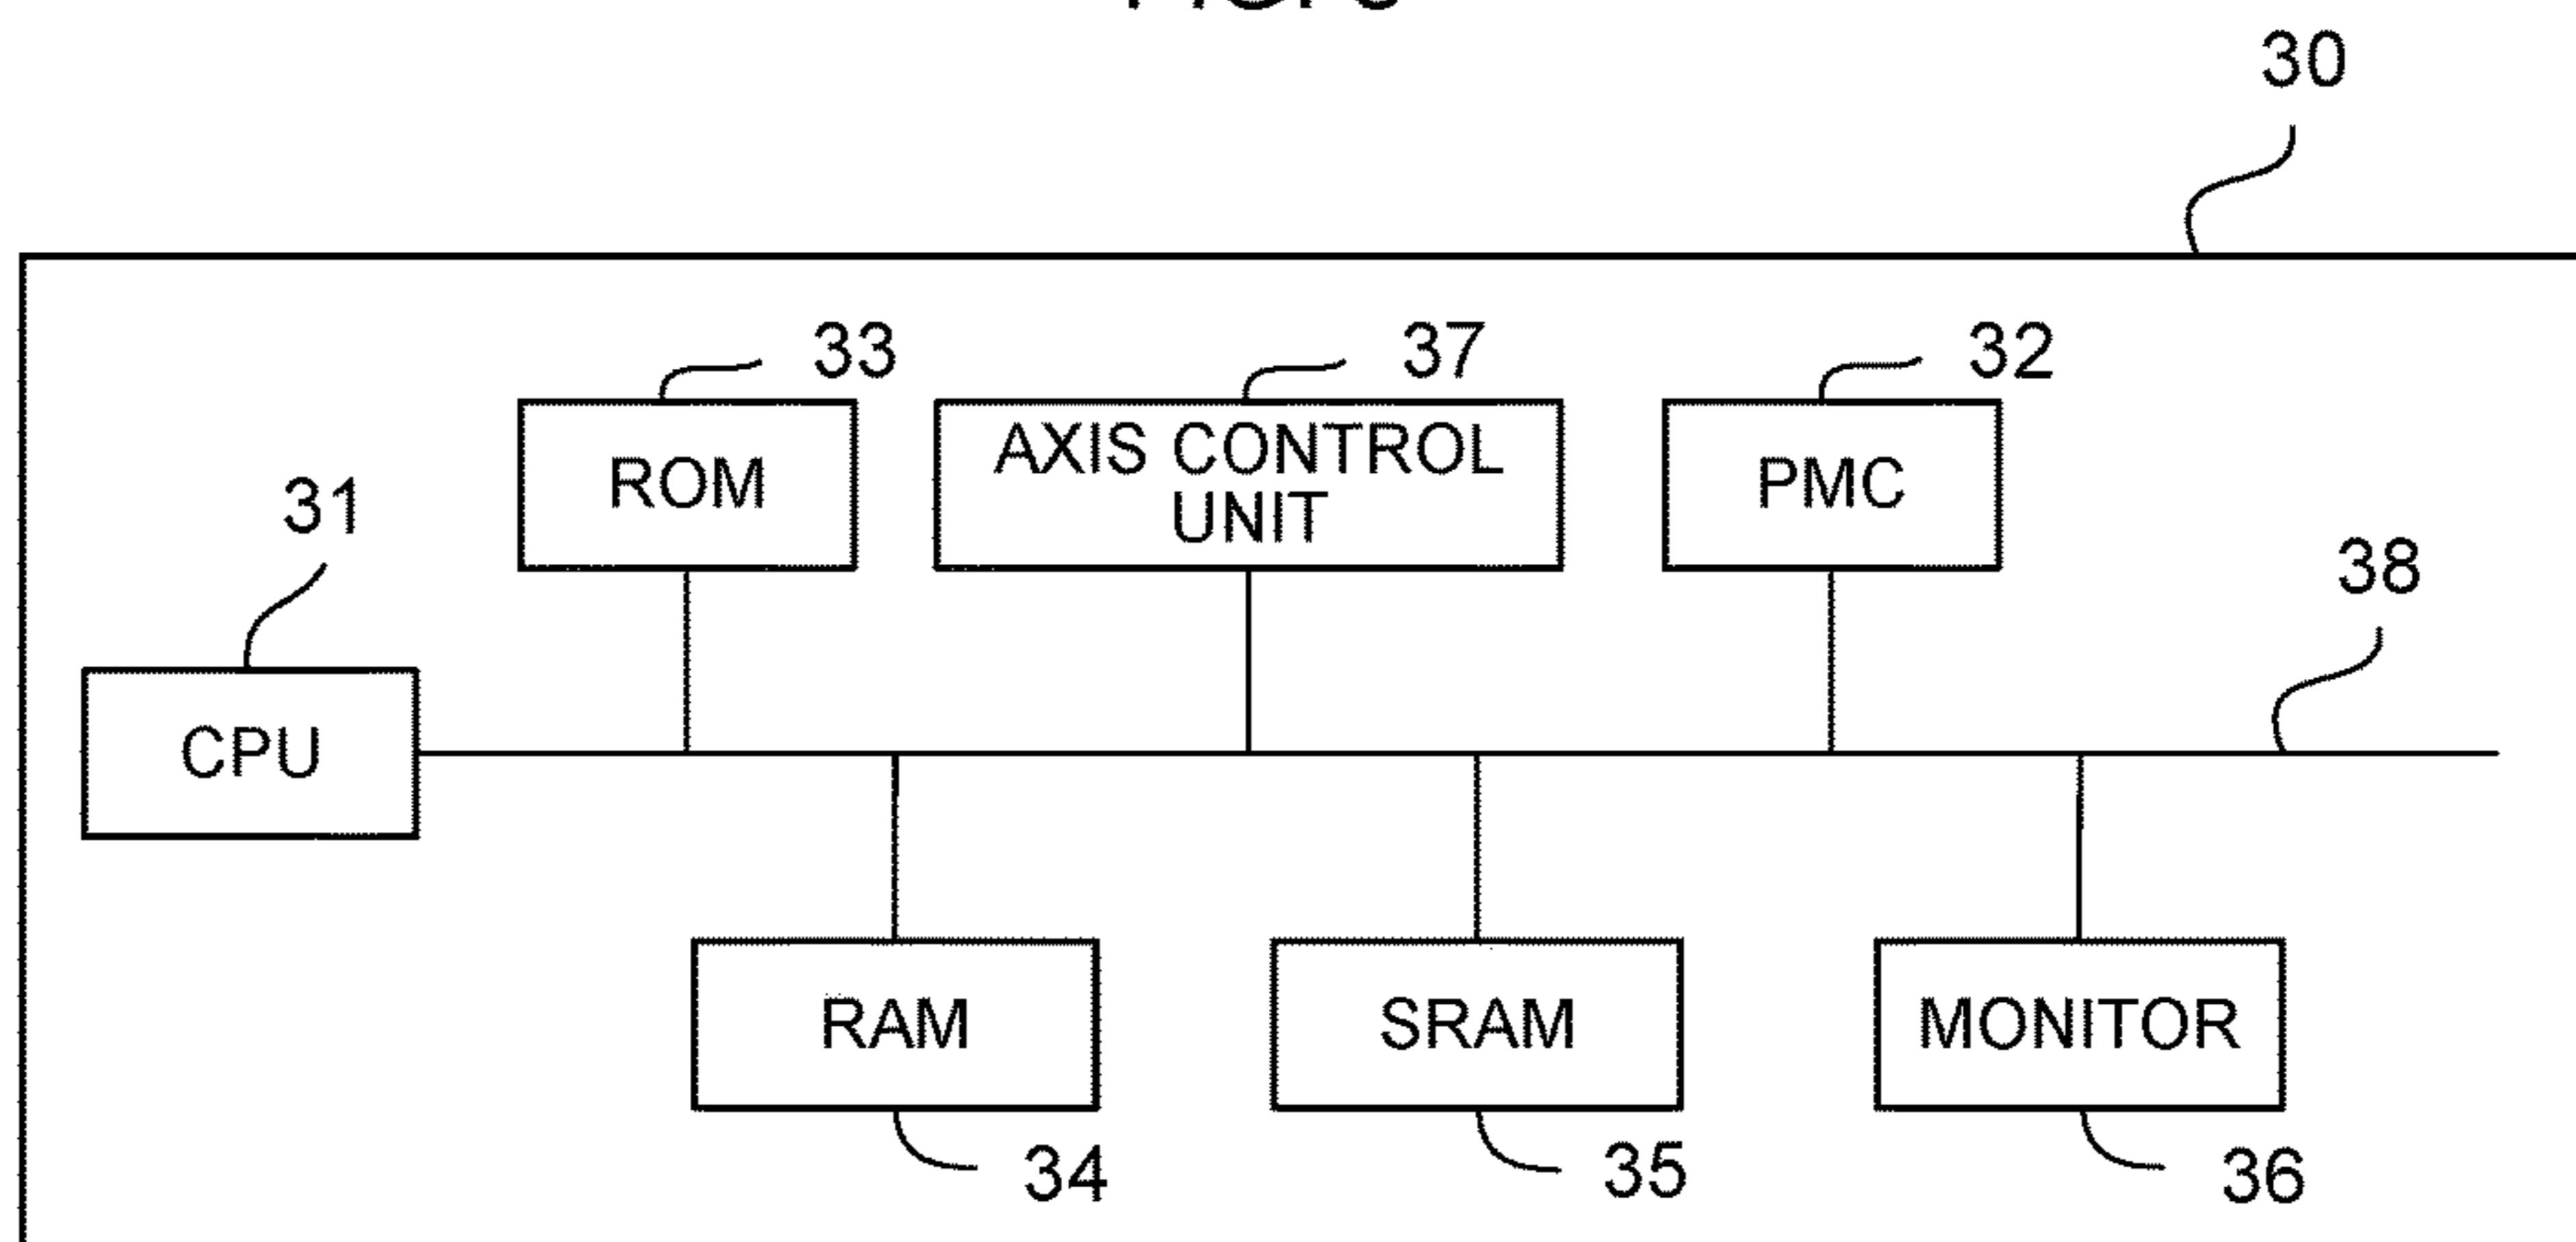 30
33
37
32
ROM
AXIS CONTROL
UNIT
PMC
31
38
CPU
RAM
SRAM
MONITOR
34
35
36